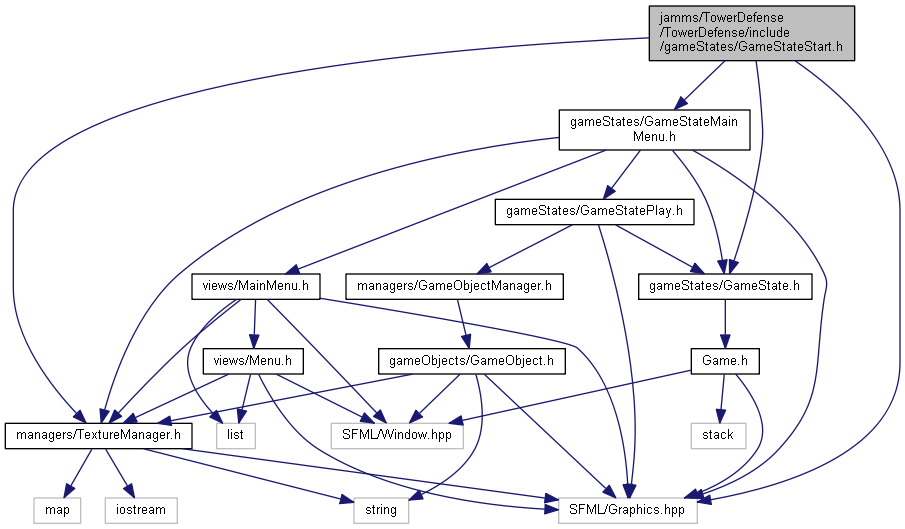 jamms/TowerDefense
/TowerDefense/include
/gameStates/GameStateStart.h
gameStates/GameStateMain
Menu.h
gameStates/GameStatePlay.h
views/MainMenu.h
managers/GameObjectManager.h
gameStates/GameState.h
views/Menu.h
gameObjects/GameObject.h
Game.h
managers/TextureManager.h
list
SFML/Window.hpp
stack
map
iostream
string
SFML/Graphics.hpp